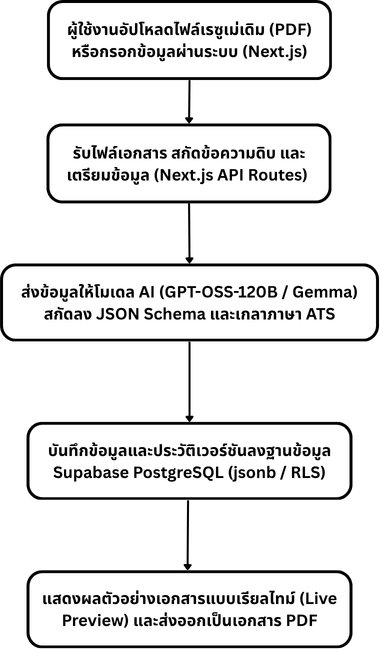 ผู้ใช้งานอัปโหลดไฟล์เรซูเม่เดิม (PDF)
หรือกรอกข้อมูลผ่านระบบ (Next.js)
รับไฟล์เอกสาร สกัดข้อความดิบ และ
เตรียมข้อมูล (Next.js API Routes)
ส่งข้อมูลให้โมเดล AI (GPT-OSS-120B / Gemma)
สกัดลง JSON Schema และเกลาภาษา ATS
บันทึกข้อมูลและประวัติเวอร์ชันลงฐานข้อมูล
Supabase PostgreSQL (jsonb / RLS)
แสดงผลตัวอย่างเอกสารแบบเรียลไทม์ (Live
Preview) และส่งออกเป็นเอกสาร PDF